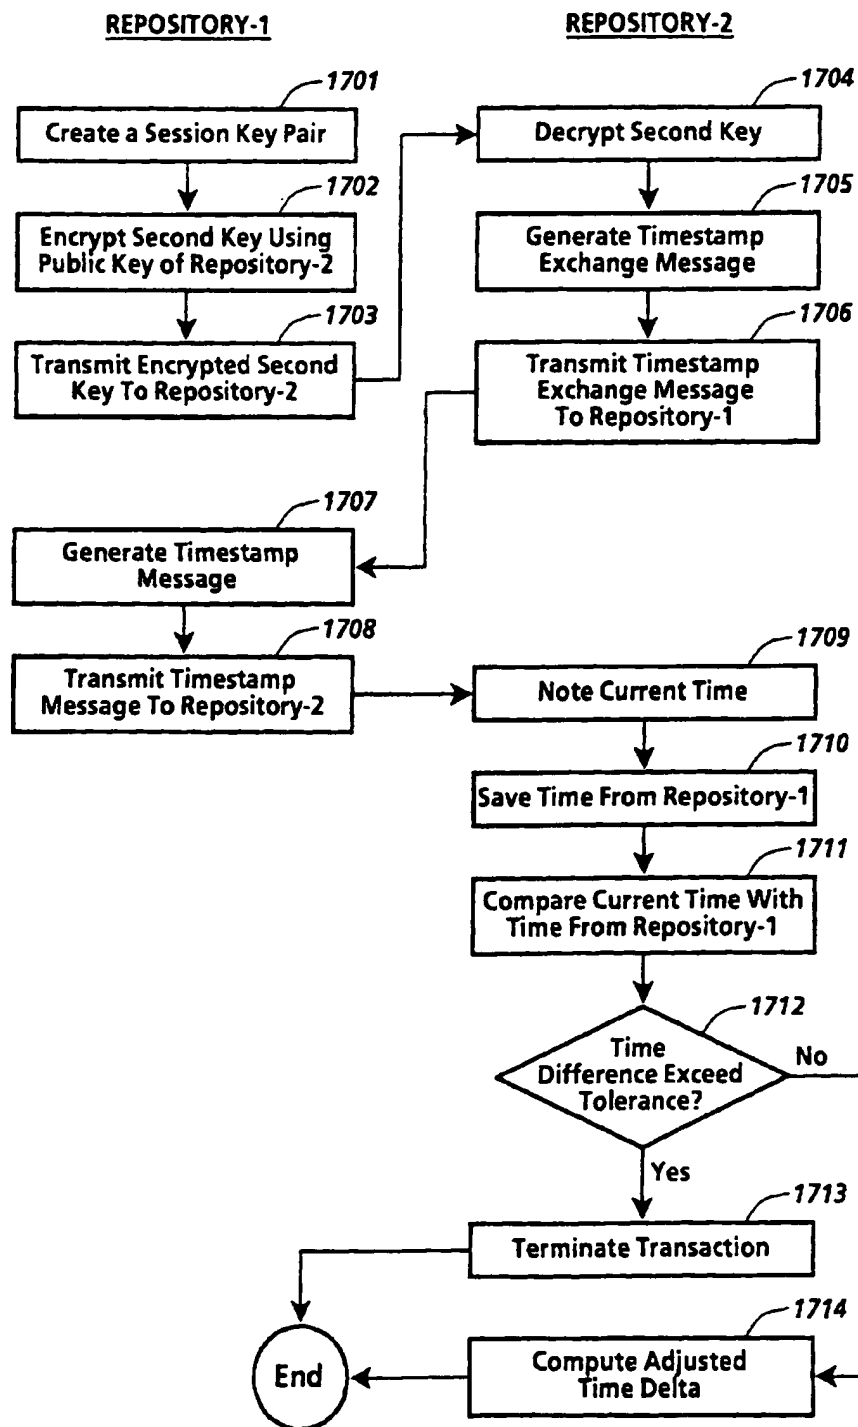 REPOSITORY-1
REPOSITORY-2
1701
Create a Session Key Pair
1704
Decrypt Second Key
1702
Encrypt Second Key Using
Public Key of Repository-2
1705
Generate Timestamp
Exchange Message
1703
Transmit Encrypted Second
Key To Repository-2
1706
Transmit Timestamp
Exchange Message
To Repository-1
1707
Generate Timestamp
Message
1708
Transmit Timestamp
Message To Repository-2
1709
Note Current Time
1710
Save Time From Repository-1
1711
Compare Current Time With
Time From Repository-1
1712
Time
Difference Exceed
Tolerance?
No
Yes
1713
Terminate Transaction
1714
Compute Adjusted
Time Delta
End